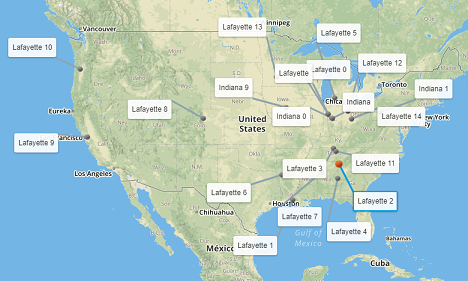 Lafayette 13
Winnipeg
Vancouver
Lafayette 5
Lafayette 10
Lafayette
Lafayette 0
Lafayette 12
Toronto
Indiana 9
Indiana 1
Chica
Indiana
Eureka
Lafayette 8
United
States
Indiana 0
Lafayette 14
w York
Francisco
Lafayette 9
Lafayette 3
Lafayette 11
Los Angeles
Lafayette 6
Lafayette 2
Houston
Chihuahua
Lafayette 7
Gulf of
Mexico
Lafayette 4
Bahamas
México
Lafayette 1
Cuba